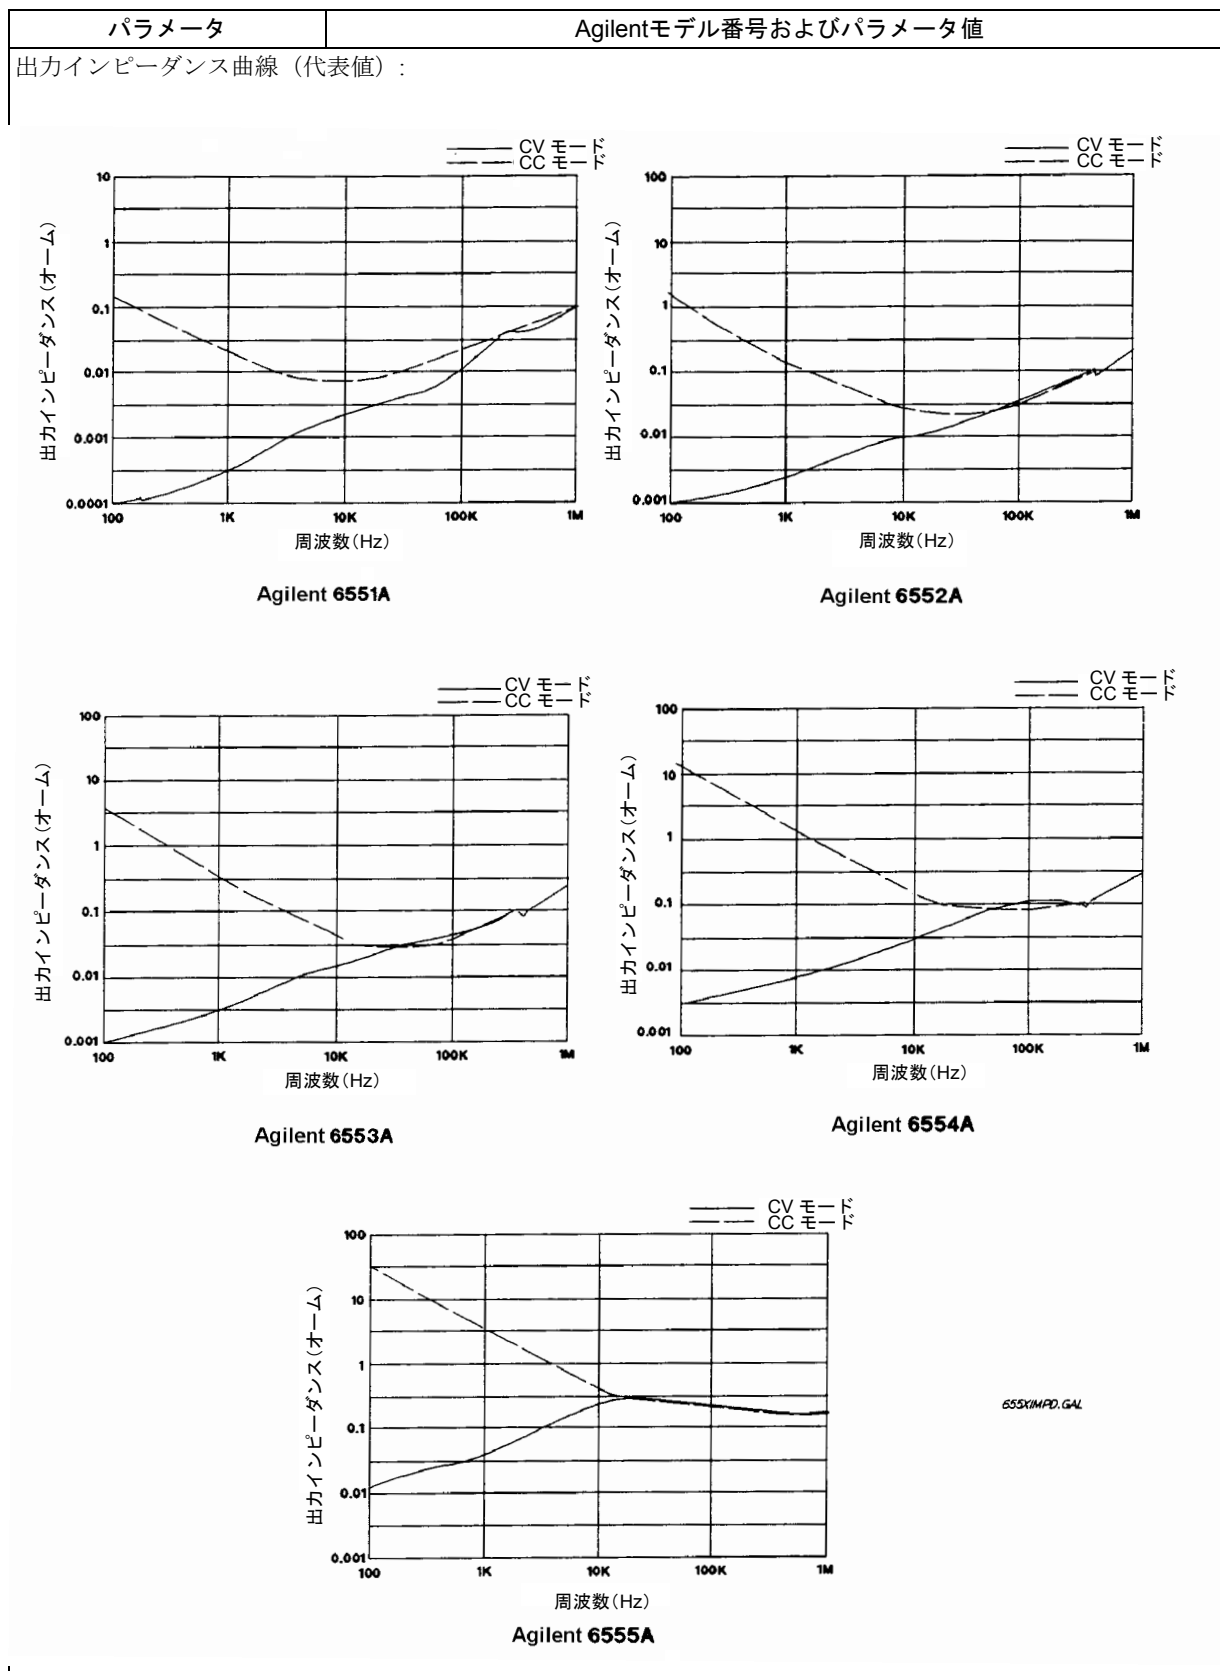 パラメータ
Agilentモデル番号およびパラメータ値
出力インピーダンス曲線（代表値）:
CV モード
CC モード
10
1
0.1
0.01
0.001
0.0001
100
1K
10K
100K
1M
出力インピーダンス（オーム）
周波数（Hz）
Agilent 6551A
CV モード
CC モード
100
10
1
0.1
0.01
0.001
100
1K
10K
100K
1M
出力インピーダンス（オーム）
周波数（Hz）
Agilent 6552A
CV モード
CC モード
100
10
1
0.1
0.01
0.001
100
1K
10K
100K
1M
出力インピーダンス（オーム）
周波数（Hz）
Agilent 6553A
CV モード
CC モード
100
10
1
0.1
0.01
0.001
100
1K
10K
100K
1M
出力インピーダンス（オーム）
周波数（Hz）
Agilent 6554A
CV モード
CC モード
100
10
1
0.1
0.01
0.001
100
1K
10K
100K
1M
出力インピーダンス（オーム）
周波数（Hz）
Agilent 6555A
655XIMPD.GAL